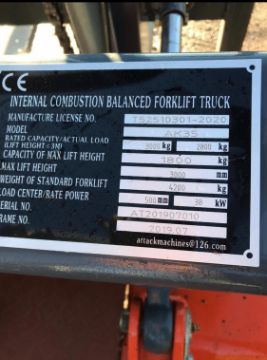 CE
INTERNAL COMBUSTION BALANCED FORKLIFT TRUCK
MANUFACTURE LICENSE NO. TS2510301-2020
MODEL AK35
RATED CAPACITY/ACTUAL LOAD
(LIFT HEIGHT≤3M) 3005 kg 2800 kg
CAPACITY OF MAX LIFT HEIGHT 1800 kg
MAX LIFT HEIGHT 3000 mm
WEIGHT OF STANDARD FORKLIFT 4200 kg
LOAD CENTER/RATE POWER 500 mm 38 kW
SERIAL NO. AT201907010
FRAME NO. 2019.07
attackmachines@126.com